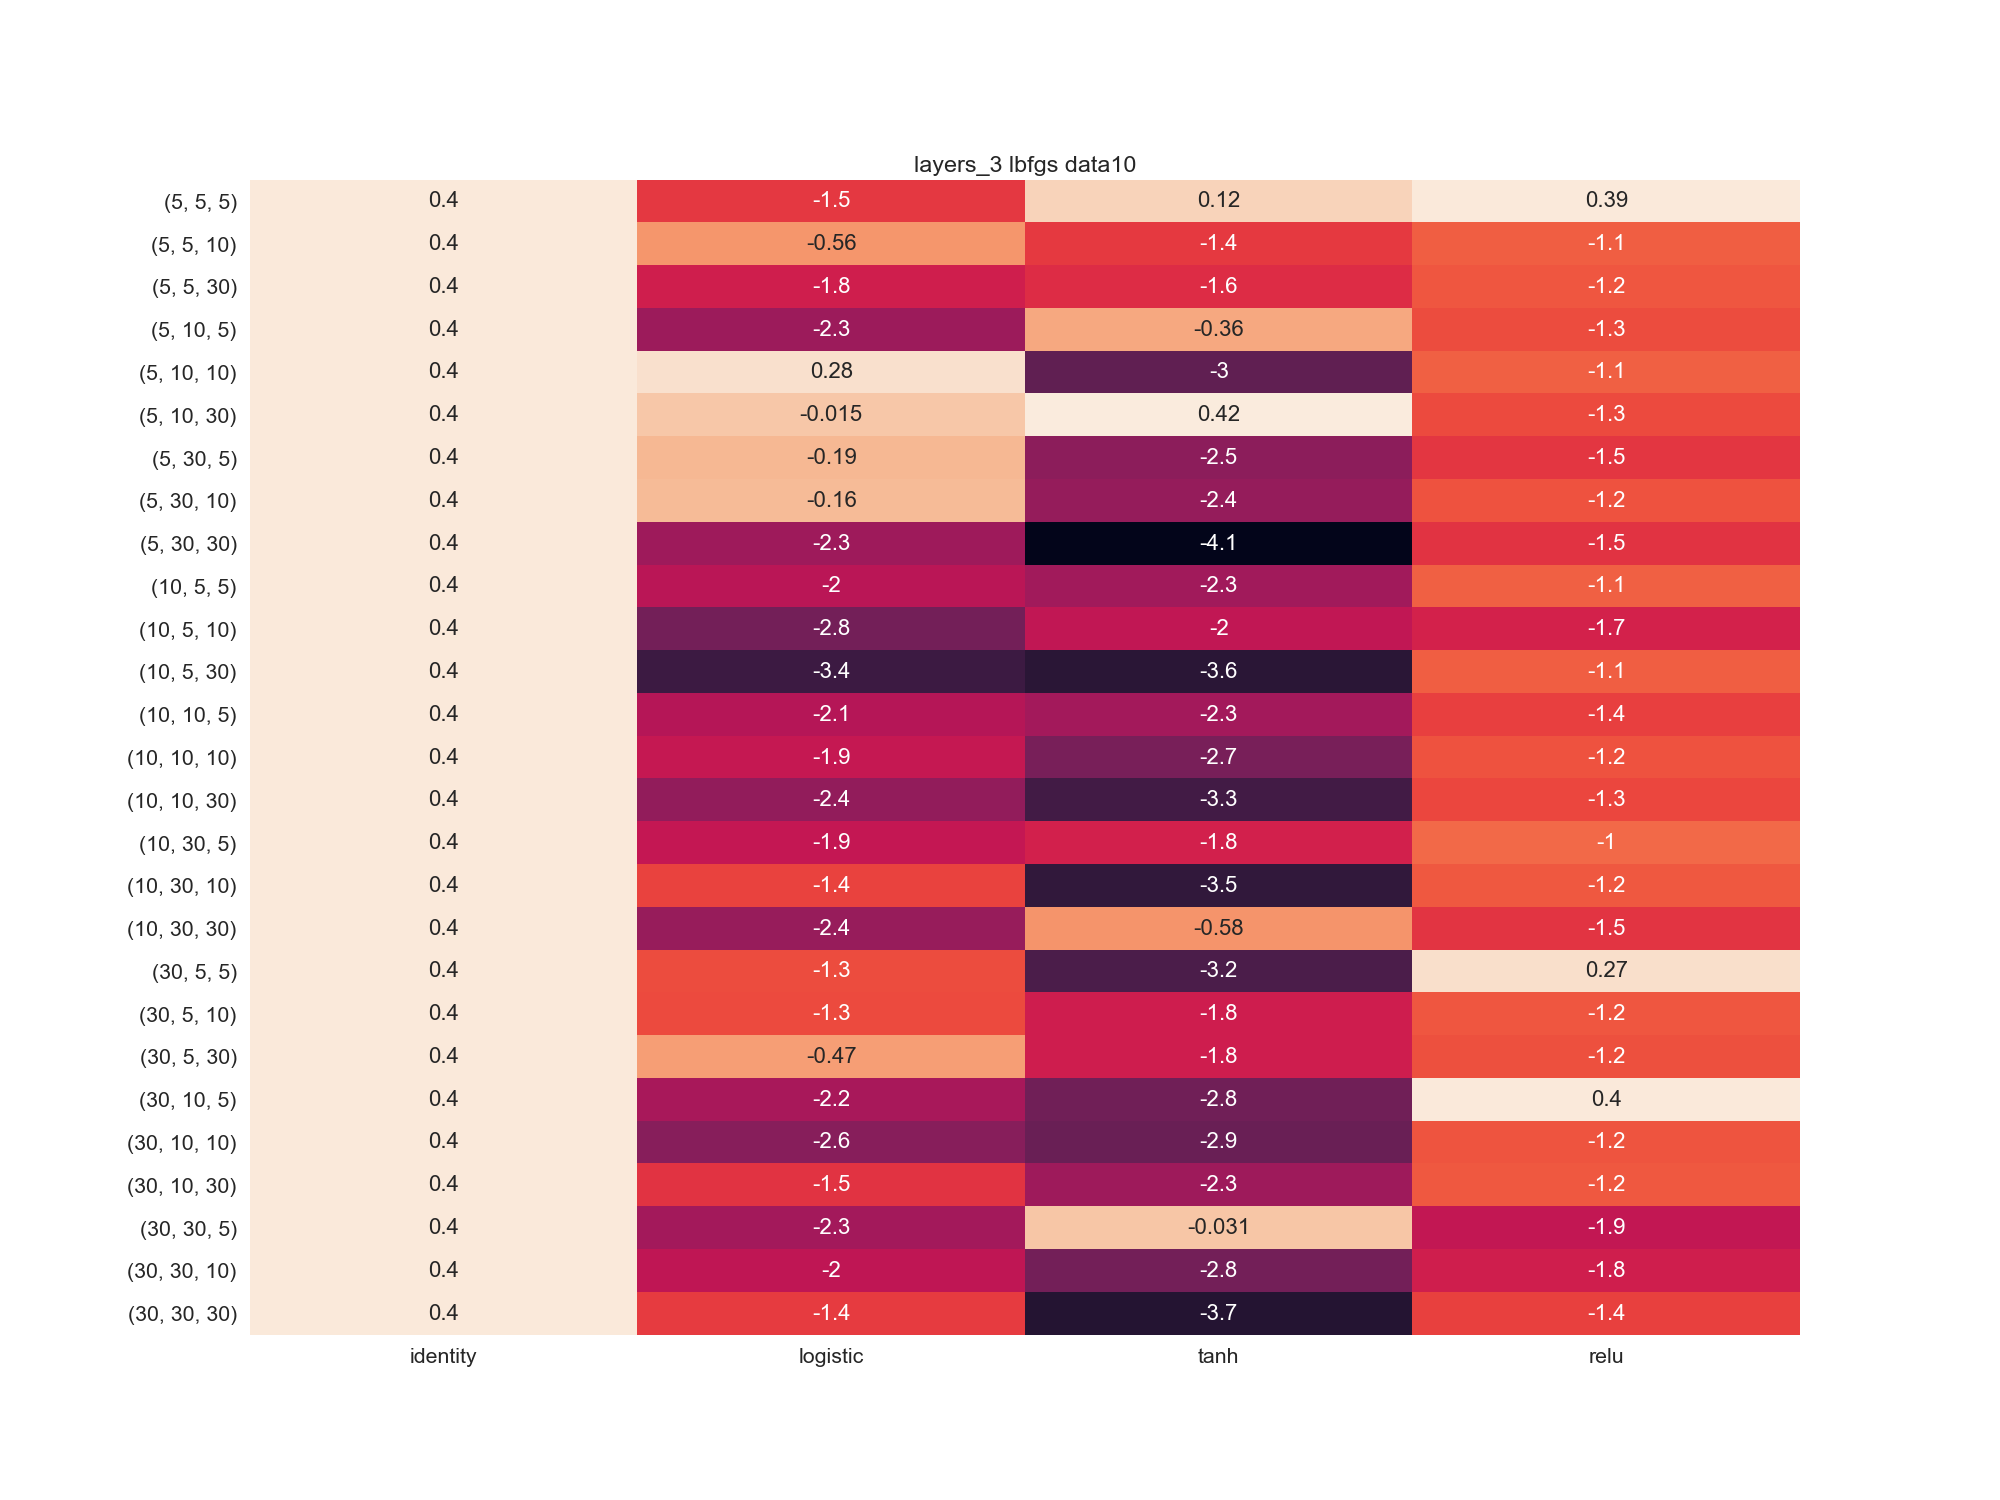 layers_3 lbfgs data10
(5, 5, 5) 0.4 -1.5 0.12 0.39
(5, 5, 10) 0.4 -0.56 -1.4 -1.1
(5, 5, 30) 0.4 -1.8 -1.6 -1.2
(5, 10, 5) 0.4 -2.3 -0.36 -1.3
(5, 10, 10) 0.4 0.28 -3 -1.1
(5, 10, 30) 0.4 -0.015 0.42 -1.3
(5, 30, 5) 0.4 -0.19 -2.5 -1.5
(5, 30, 10) 0.4 -0.16 -2.4 -1.2
(5, 30, 30) 0.4 -2.3 -4.1 -1.5
(10, 5, 5) 0.4 -2 -2.3 -1.1
(10, 5, 10) 0.4 -2.8 -2 -1.7
(10, 5, 30) 0.4 -3.4 -3.6 -1.1
(10, 10, 5) 0.4 -2.1 -2.3 -1.4
(10, 10, 10) 0.4 -1.9 -2.7 -1.2
(10, 10, 30) 0.4 -2.4 -3.3 -1.3
(10, 30, 5) 0.4 -1.9 -1.8 -1
(10, 30, 10) 0.4 -1.4 -3.5 -1.2
(10, 30, 30) 0.4 -2.4 -0.58 -1.5
(30, 5, 5) 0.4 -1.3 -3.2 0.27
(30, 5, 10) 0.4 -1.3 -1.8 -1.2
(30, 5, 30) 0.4 -0.47 -1.8 -1.2
(30, 10, 5) 0.4 -2.2 -2.8 0.4
(30, 10, 10) 0.4 -2.6 -2.9 -1.2
(30, 10, 30) 0.4 -1.5 -2.3 -1.2
(30, 30, 5) 0.4 -2.3 -0.031 -1.9
(30, 30, 10) 0.4 -2 -2.8 -1.8
(30, 30, 30) 0.4 -1.4 -3.7 -1.4
identity logistic tanh relu